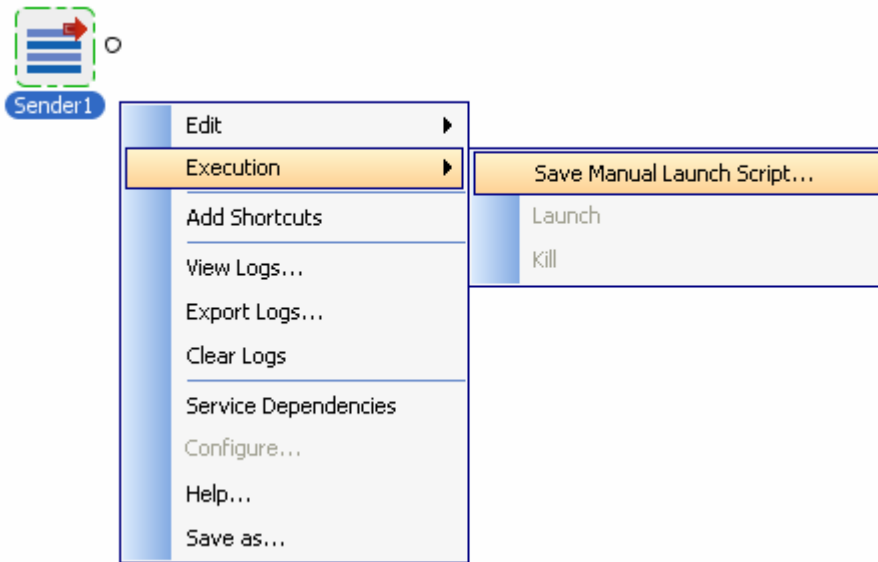 Sender1
Edit
Execution
Save Manual Launch Script...
Launch
Kill
Add Shortcuts
View Logs...
Export Logs...
Clear Logs
Service Dependencies
Configure...
Help...
Save as...